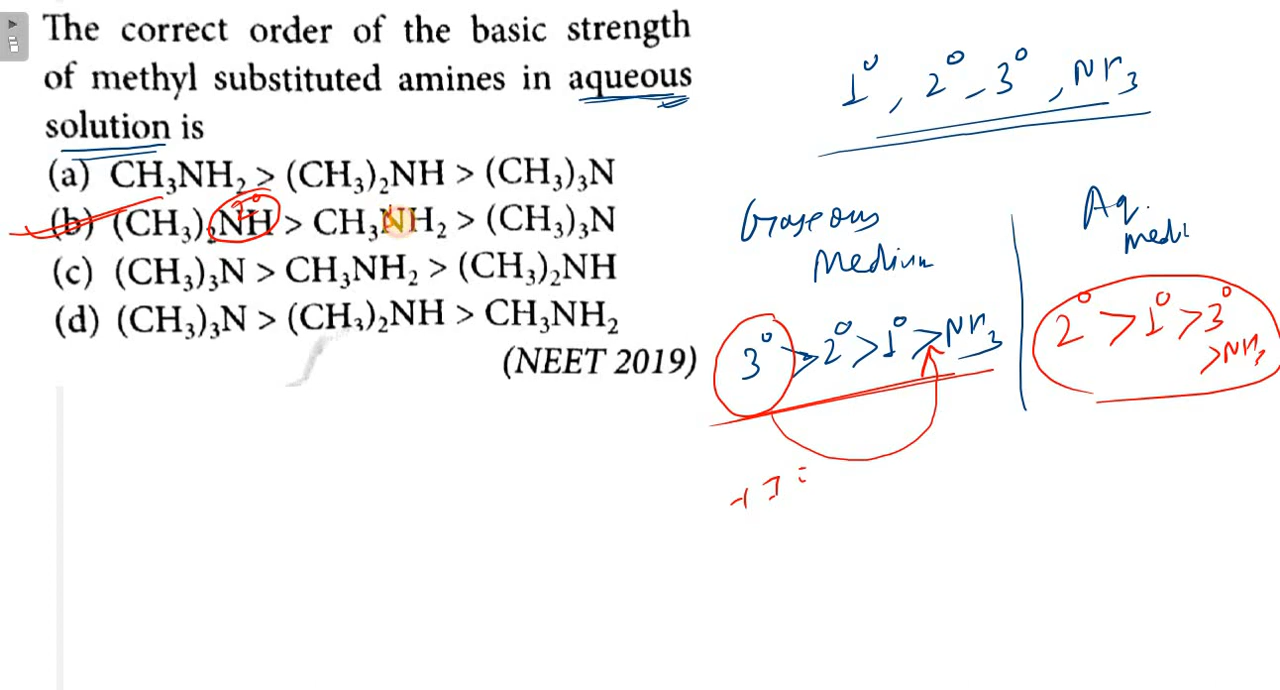 The correct order of the basic strength
of methyl substituted amines in aqueous
solution is
(a) CH₃NH₂ > (CH₃)₂NH > (CH₃)₃N
(b) (CH₃)₂NH > CH₃NH₂ > (CH₃)₃N
(c) (CH₃)₃N > CH₃NH₂ > (CH₃)₂NH
(d) (CH₃)₃N > (CH₃)₂NH > CH₃NH₂
(NEET 2019)
2°
1°, 2° - 3°, NH₃
Gaseous
Medium
3° > 2° > 1° > NH₃
+I :
Aq.
medi
2° > 1° > 3°
> NH₃